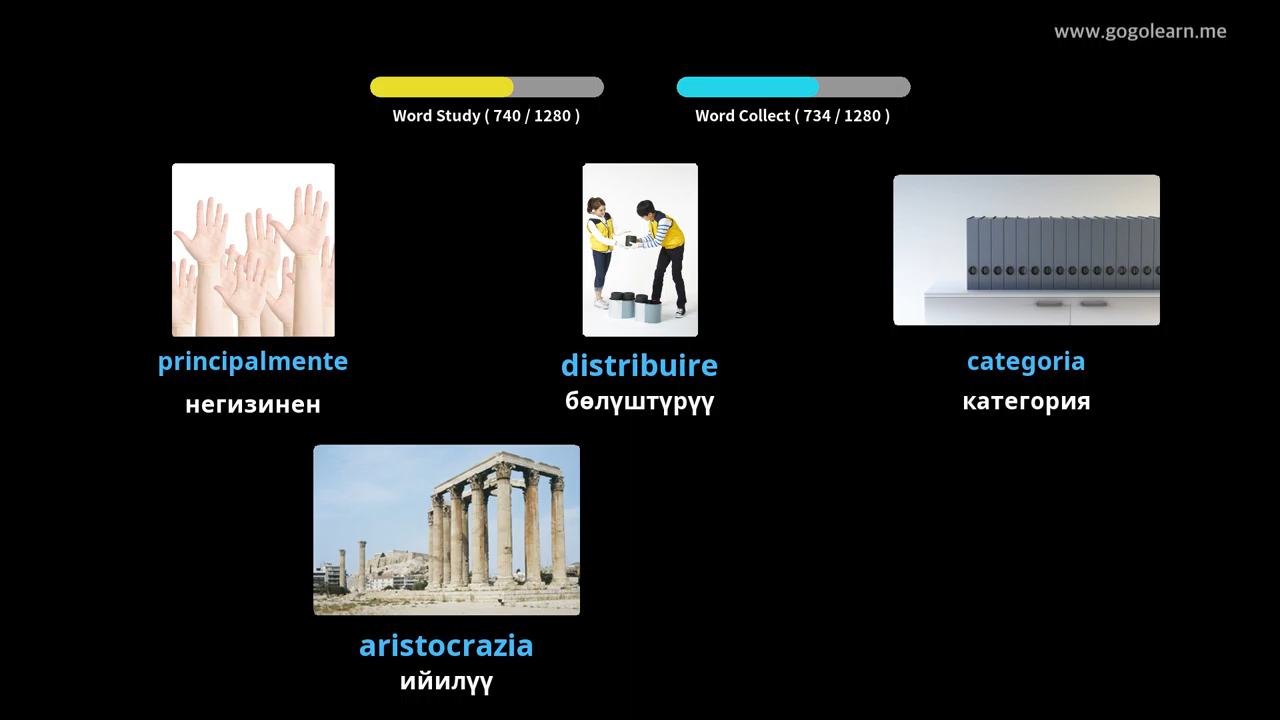 www.gogolearn.me
Word Study ( 740 / 1280 )
Word Collect ( 734 / 1280 )
principalmente
негизинен
distribuire
бөлүштүрүү
categoria
категория
aristocrazia
ийилүү